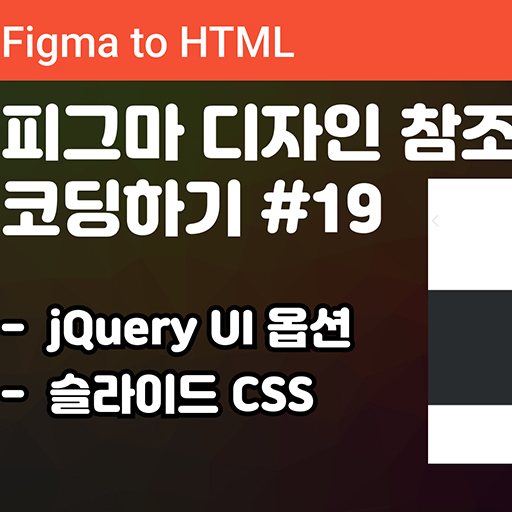 Figma to HTML
피그마 디자인 참조
코딩하기 #19
- jQuery UI 옵션
- 슬라이드 CSS